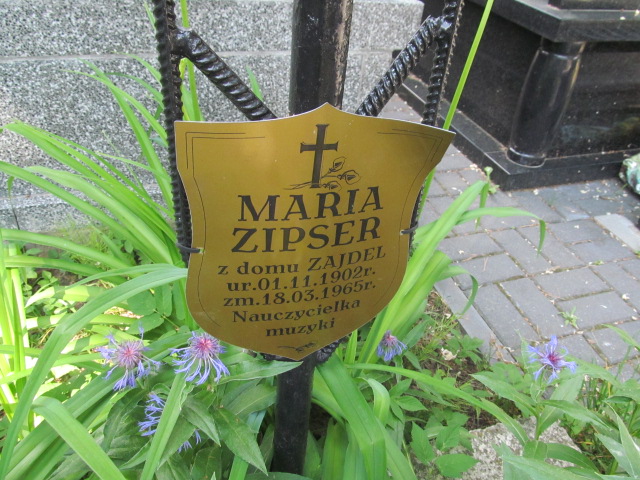 MARIA
ZIPSER
z domu ZAJDEL
ur.01.11.1902r.
zm.18.03.1965r.
Nauczycielka
muzyki